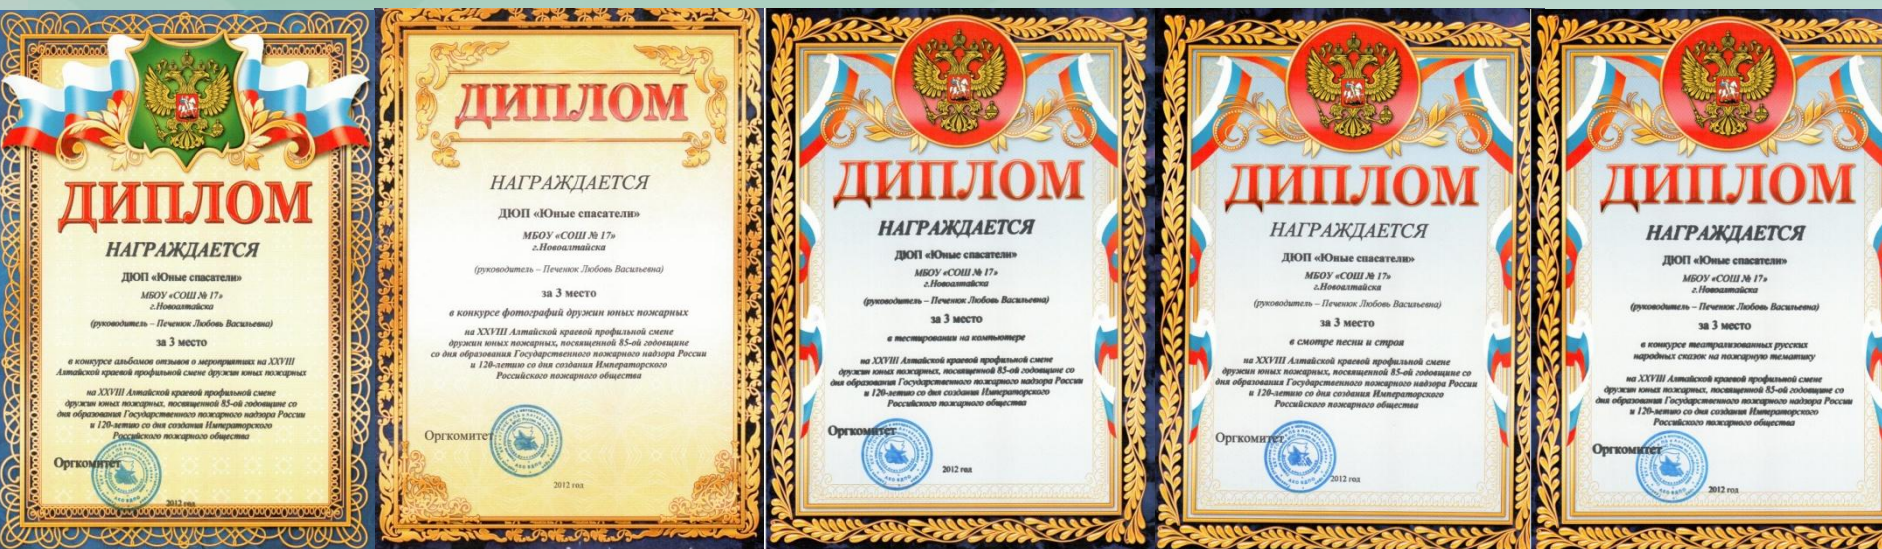 ДИПЛОМ
НАГРАЖДАЕТСЯ
ДЮП «Юные спасатели»
МБОУ «СОШ № 17»
г.Новоалтайска
(руководитель – Печенюк Любовь Васильевна)
за 3 место
в конкурсе альбомов отзывов о мероприятиях на XXVIII
Алтайской краевой профильной смене дружин юных пожарных
на XXVIII Алтайской краевой профильной смене
дружин юных пожарных, посвященной 85-ой годовщине со
дня образования Государственного пожарного надзора России
и 120-летию со дня создания Императорского
Российского пожарного общества
Оргкомитет
2012 год
ДИПЛОМ
НАГРАЖДАЕТСЯ
ДЮП «Юные спасатели»
МБОУ «СОШ № 17»
г.Новоалтайска
(руководитель – Печенюк Любовь Васильевна)
за 3 место
в конкурсе фотографий дружин юных пожарных
на XXVIII Алтайской краевой профильной смене
дружин юных пожарных, посвященной 85-ой годовщине
со дня образования Государственного пожарного надзора России
и 120-летию со дня создания Императорского
Российского пожарного общества
Оргкомитет
2012 год
ДИПЛОМ
НАГРАЖДАЕТСЯ
ДЮП «Юные спасатели»
МБОУ «СОШ № 17»
г.Новоалтайска
(руководитель – Печенюк Любовь Васильевна)
за 3 место
в тестировании на компьютере
на XXVIII Алтайской краевой профильной смене
дружин юных пожарных, посвященной 85-ой годовщине со
дня образования Государственного пожарного надзора России
и 120-летию со дня создания Императорского
Российского пожарного общества
Оргкомитет
2012 год
ДИПЛОМ
НАГРАЖДАЕТСЯ
ДЮП «Юные спасатели»
МБОУ «СОШ № 17»
г.Новоалтайска
(руководитель – Печенюк Любовь Васильевна)
за 3 место
в смотре песни и строя
на XXVIII Алтайской краевой профильной смене
дружин юных пожарных, посвященной 85-ой годовщине со
дня образования Государственного пожарного надзора России
и 120-летию со дня создания Императорского
Российского пожарного общества
Оргкомитет
2012 год
ДИПЛОМ
НАГРАЖДАЕТСЯ
ДЮП «Юные спасатели»
МБОУ «СОШ № 17»
г.Новоалтайска
(руководитель – Печенюк Любовь Васильевна)
за 3 место
в конкурсе театрализованных русских
народных сказок на пожарную тематику
на XXVIII Алтайской краевой профильной смене
дружин юных пожарных, посвященной 85-ой годовщине со
дня образования Государственного пожарного надзора России
и 120-летию со дня создания Императорского
Российского пожарного общества
Оргкомитет
2012 год